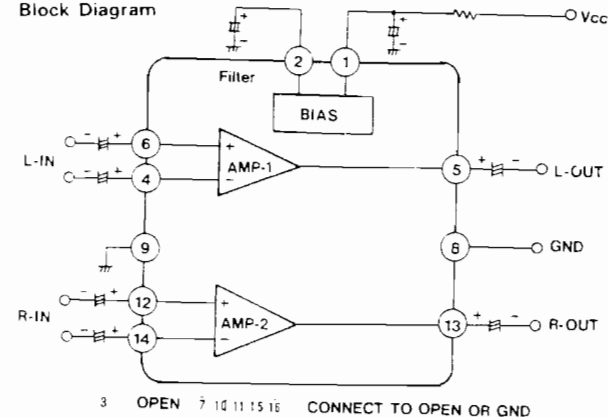 Block Diagram
Vcc
2 1
Filter
BIAS
+ -
L-IN
- +
- +
6
4
+
-
AMP-1
5
+ -
L-OUT
9
8
GND
R-IN
- +
- +
12
14
+
-
AMP-2
13
+ -
R-OUT
3 OPEN 7 10 11 15 16 CONNECT TO OPEN OR GND